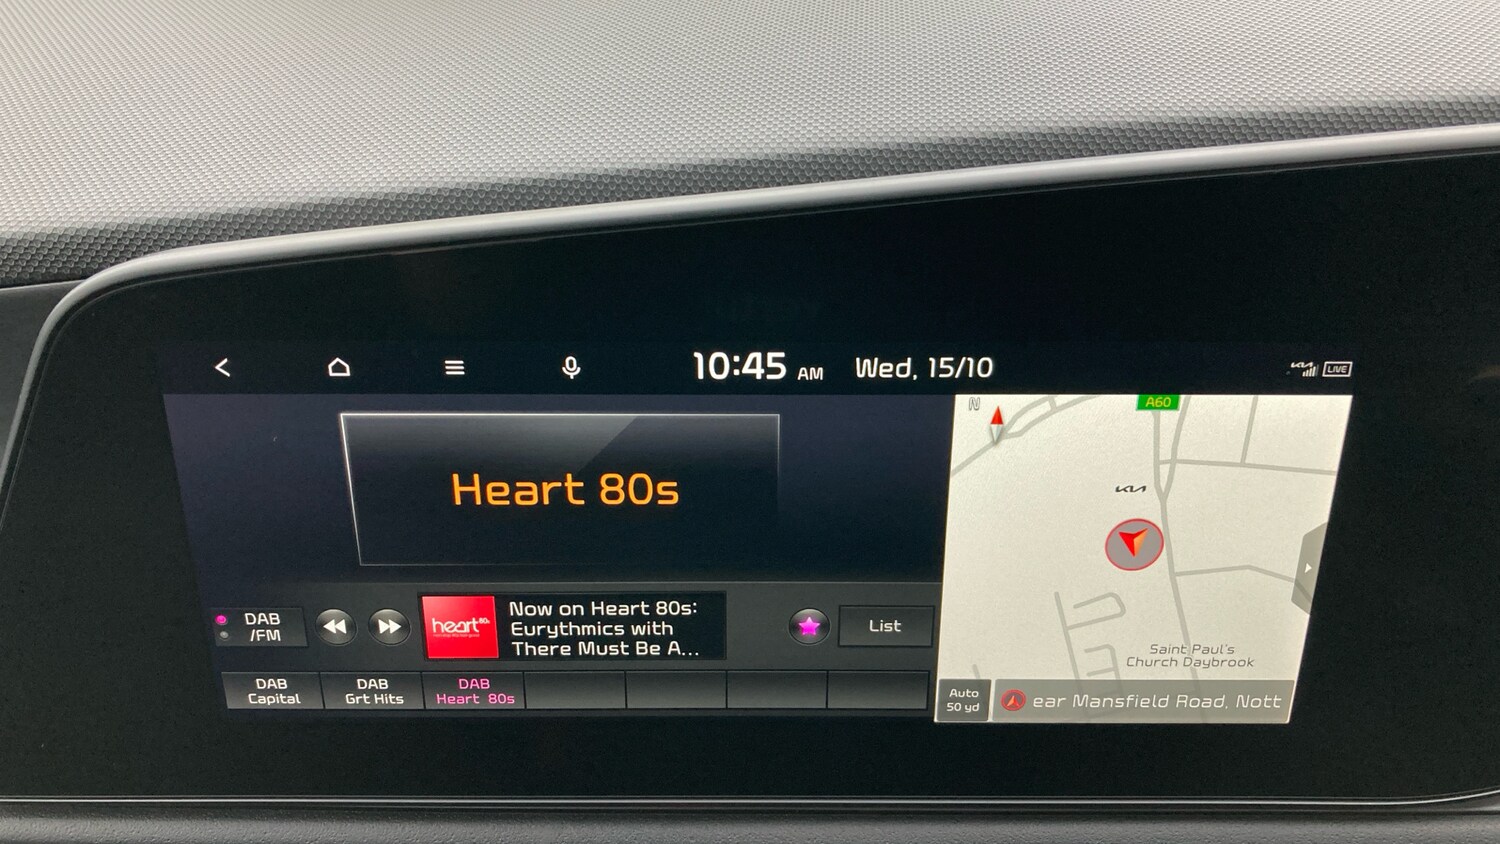 10:45 AM Wed, 15/10
LIVE
Heart 80s
DAB
/FM
heart 80s
Now on Heart 80s:
Eurythmics with
There Must Be A...
List
DAB
Capital
DAB
Grt Hits
DAB
Heart 80s
N
A60
KIA
Saint Paul's
Church Daybrook
Auto
50 yd
ear Mansfield Road, Nott